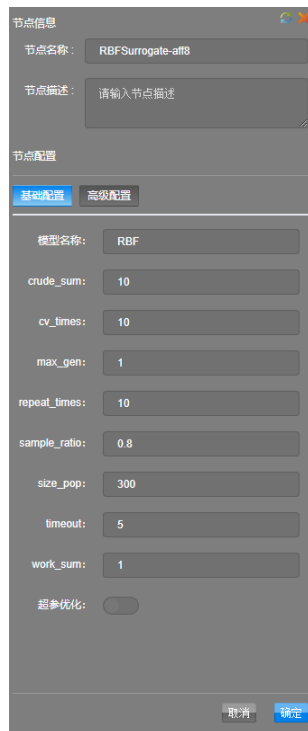 节点信息
节点名称： RBFSurrogate-aff8
节点描述： 请输入节点描述
节点配置
基础配置 高级配置
模型名称： RBF
crude_sum： 10
cv_times： 10
max_gen： 1
repeat_times： 10
sample_ratio： 0.8
size_pop： 300
timeout： 5
work_sum： 1
超参优化：
取消 确定